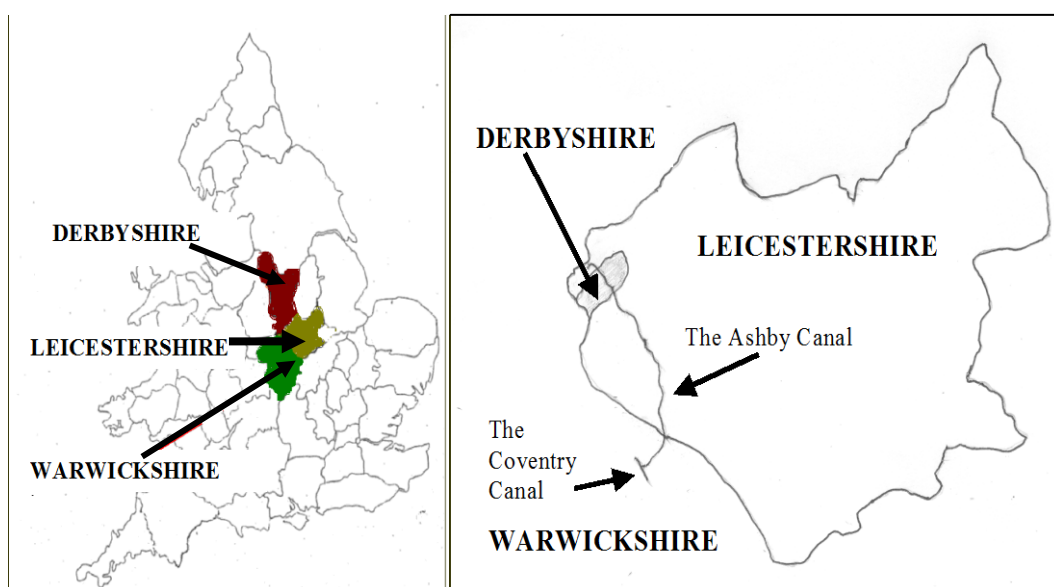 DERBYSHIRE
LEICESTERSHIRE
WARWICKSHIRE
DERBYSHIRE
LEICESTERSHIRE
The Ashby Canal
The
Coventry
Canal
WARWICKSHIRE